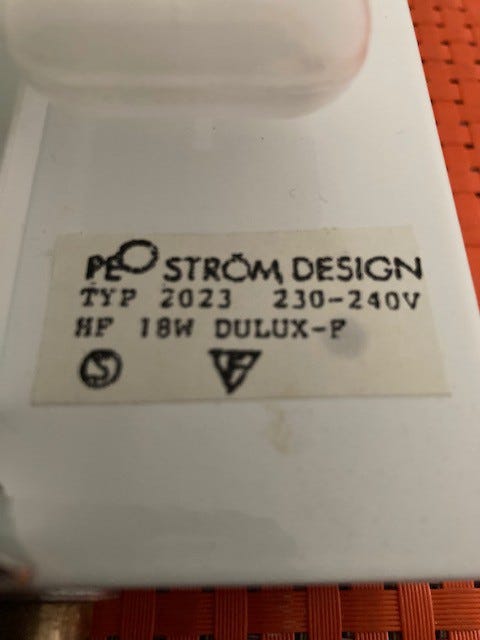 PEO STRÖM DESIGN
TYP 2023 230-240V
HF 18W DULUX-F
S F